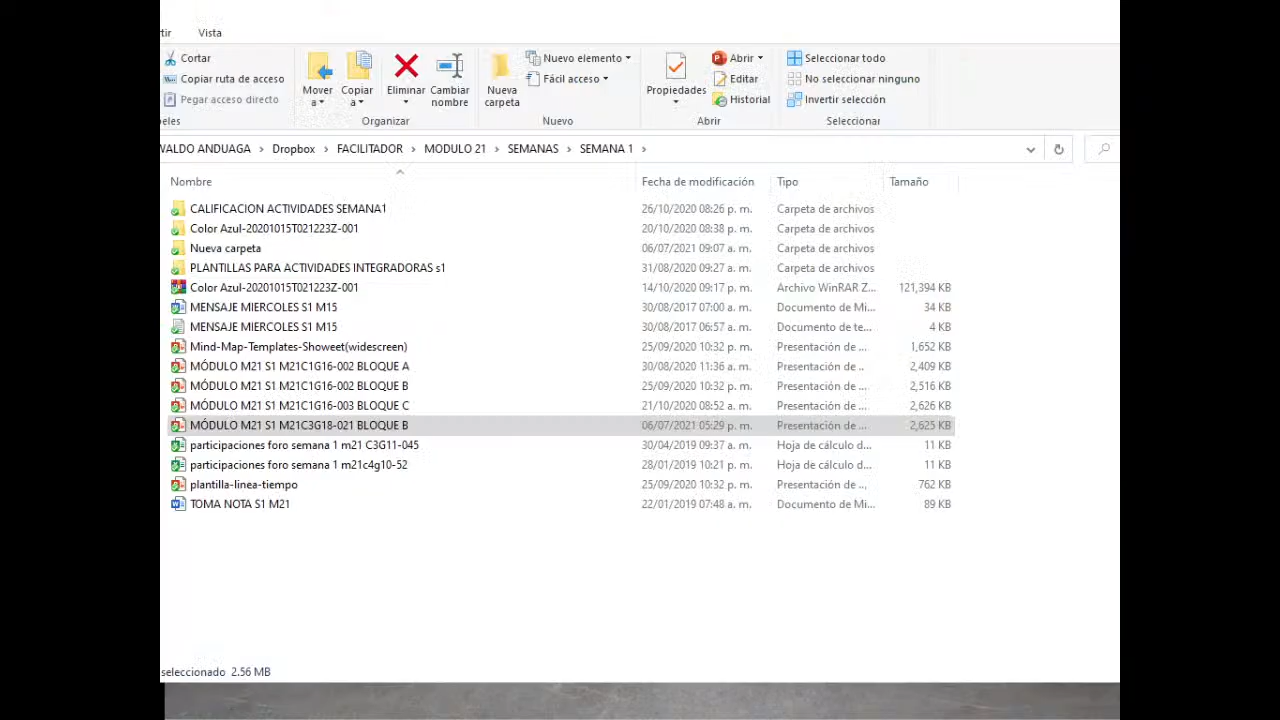 rtir Vista
Cortar
Copiar ruta de acceso
Pegar acceso directo
Mover a
Copiar a
Eliminar
Cambiar nombre
Nueva carpeta
Nuevo elemento
Fácil acceso
Propiedades
Abrir
Editar
Historial
Seleccionar todo
No seleccionar ninguno
Invertir selección
peles Organizar Nuevo Abrir Seleccionar
WALDO ANDUAGA > Dropbox > FACILITADOR > MODULO 21 > SEMANAS > SEMANA 1 >
Nombre Fecha de modificación Tipo Tamaño
CALIFICACION ACTIVIDADES SEMANA1 26/10/2020 08:26 p. m. Carpeta de archivos
Color Azul-20201015T021223Z-001 20/10/2020 08:38 p. m. Carpeta de archivos
Nueva carpeta 06/07/2021 09:07 a. m. Carpeta de archivos
PLANTILLAS PARA ACTIVIDADES INTEGRADORAS s1 31/08/2020 09:27 a. m. Carpeta de archivos
Color Azul-20201015T021223Z-001 14/10/2020 09:17 p. m. Archivo WinRAR Z... 121,394 KB
MENSAJE MIERCOLES S1 M15 30/08/2017 07:00 a. m. Documento de Mi... 34 KB
MENSAJE MIERCOLES S1 M15 30/08/2017 06:57 a. m. Documento de te... 4 KB
Mind-Map-Templates-Showeet(widescreen) 25/09/2020 10:32 p. m. Presentación de ... 1,652 KB
MÓDULO M21 S1 M21C1G16-002 BLOQUE A 30/08/2020 11:36 a. m. Presentación de ... 2,409 KB
MÓDULO M21 S1 M21C1G16-002 BLOQUE B 25/09/2020 10:32 p. m. Presentación de ... 2,516 KB
MÓDULO M21 S1 M21C1G16-003 BLOQUE C 21/10/2020 08:52 a. m. Presentación de ... 2,626 KB
MÓDULO M21 S1 M21C3G18-021 BLOQUE B 06/07/2021 05:29 p. m. Presentación de ... 2,625 KB
participaciones foro semana 1 m21 C3G11-045 30/04/2019 09:37 a. m. Hoja de cálculo d... 11 KB
participaciones foro semana 1 m21c4g10-52 28/01/2019 10:21 p. m. Hoja de cálculo d... 11 KB
plantilla-linea-tiempo 25/09/2020 10:32 p. m. Presentación de ... 762 KB
TOMA NOTA S1 M21 22/01/2019 07:48 a. m. Documento de Mi... 89 KB
seleccionado 2.56 MB